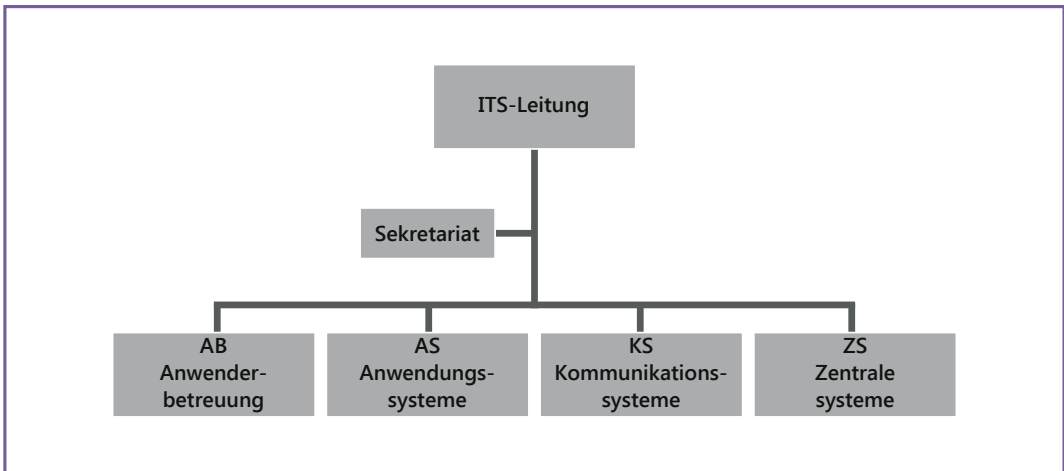 ITS-Leitung
Sekretariat
AB
Anwender-
betreuung
AS
Anwendungs-
systeme
KS
Kommunikations-
systeme
ZS
Zentrale
systeme